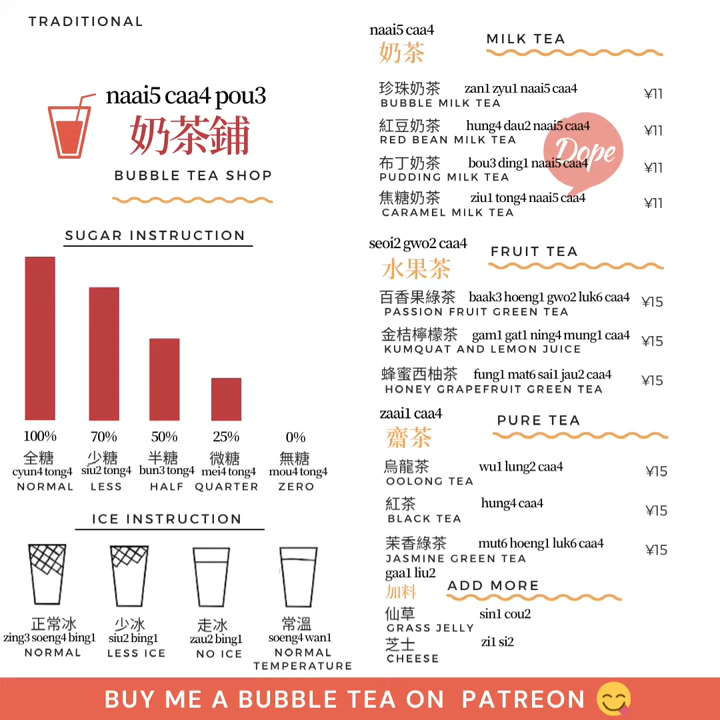 TRADITIONAL
naai5 caa4 pou3
奶茶鋪
BUBBLE TEA SHOP
SUGAR INSTRUCTION
100% 70% 50% 25% 0%
全糖 少糖 半糖 微糖 無糖
cyun4 tong4 siu2 tong4 bun3 tong4 mei4 tong4 mou4 tong4
NORMAL LESS HALF QUARTER ZERO
ICE INSTRUCTION
正常冰 少冰 走冰 常溫
zing3 soeng4 bing1 siu2 bing1 zau2 bing1 soeng4 wan1
NORMAL LESS ICE NO ICE NORMAL
TEMPERATURE
naai5 caa4
奶茶 MILK TEA
珍珠奶茶 zan1 zyu1 naai5 caa4 ¥11
BUBBLE MILK TEA
紅豆奶茶 hung4 dau2 naai5 caa4 ¥11
RED BEAN MILK TEA
Dope
布丁奶茶 bou3 ding1 naai5 caa4 ¥11
PUDDING MILK TEA
焦糖奶茶 ziu1 tong4 naai5 caa4 ¥11
CARAMEL MILK TEA
seoi2 gwo2 caa4
水果茶 FRUIT TEA
百香果綠茶 baak3 hoeng1 gwo2 luk6 caa4 ¥15
PASSION FRUIT GREEN TEA
金桔檸檬茶 gam1 gat1 ning4 mung1 caa4 ¥15
KUMQUAT AND LEMON JUICE
蜂蜜西柚茶 fung1 mat6 sai1 jau2 caa4 ¥15
HONEY GRAPEFRUIT GREEN TEA
zaai1 caa4
齋茶 PURE TEA
烏龍茶 wu1 lung2 caa4 ¥15
OOLONG TEA
紅茶 hung4 caa4 ¥15
BLACK TEA
茉香綠茶 mut6 hoeng1 luk6 caa4 ¥15
JASMINE GREEN TEA
gaa1 liu2
加料 ADD MORE
仙草 sin1 cou2
GRASS JELLY
芝士 zi1 si2
CHEESE
BUY ME A BUBBLE TEA ON PATREON